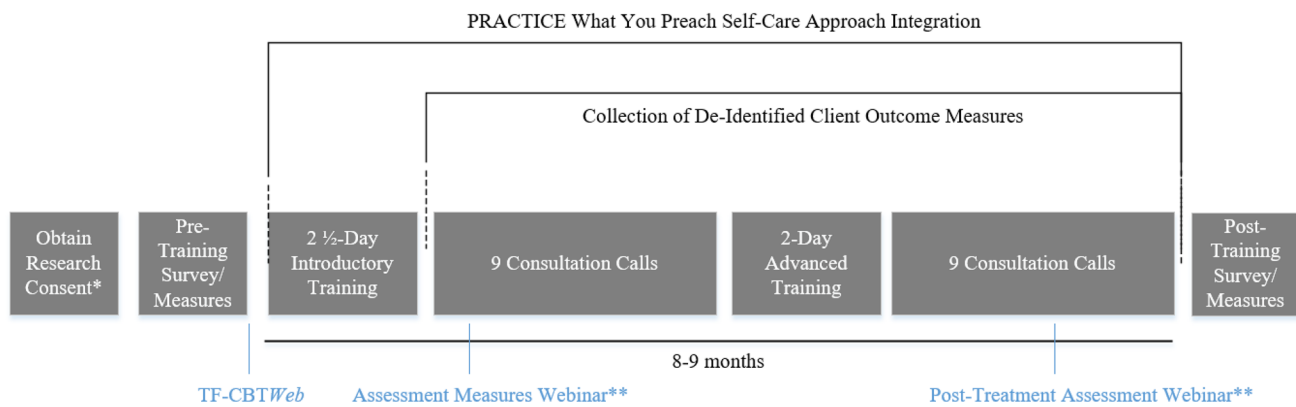 PRACTICE What You Preach Self-Care Approach Integration
Collection of De-Identified Client Outcome Measures
Obtain
Research
Consent*
Pre-
Training
Survey/
Measures
2 ½-Day
Introductory
Training
9 Consultation Calls
2-Day
Advanced
Training
9 Consultation Calls
Post-
Training
Survey/
Measures
8-9 months
TF-CBTWeb
Assessment Measures Webinar**
Post-Treatment Assessment Webinar**